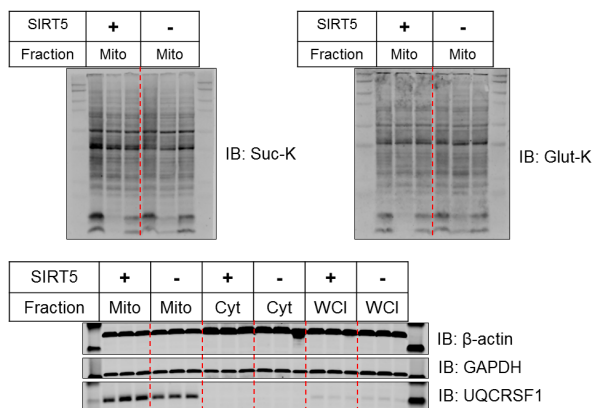 SIRT5 + - SIRT5 + -
Fraction Mito Mito Fraction Mito Mito
IB: Suc-K IB: Glut-K
SIRT5 + - + - + -
Fraction Mito Mito Cyt Cyt WCl WCl
IB: β-actin
IB: GAPDH
IB: UQCRSF1